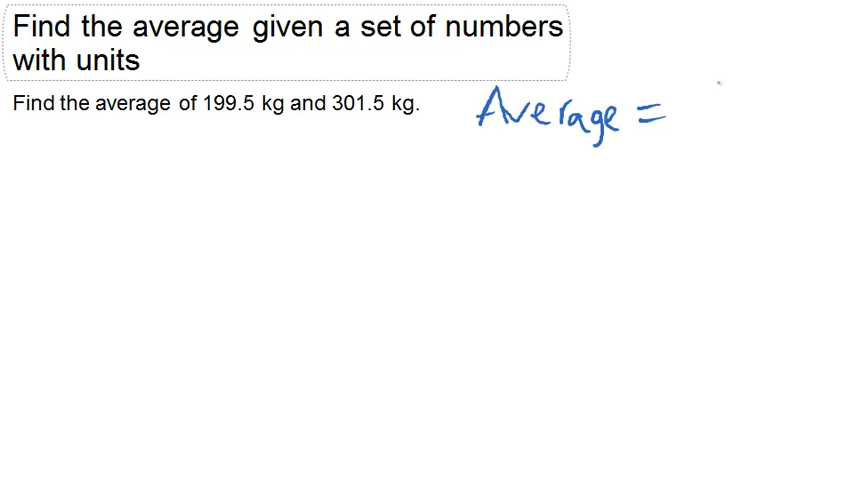 Find the average given a set of numbers
with units
Find the average of 199.5 kg and 301.5 kg.
Average =